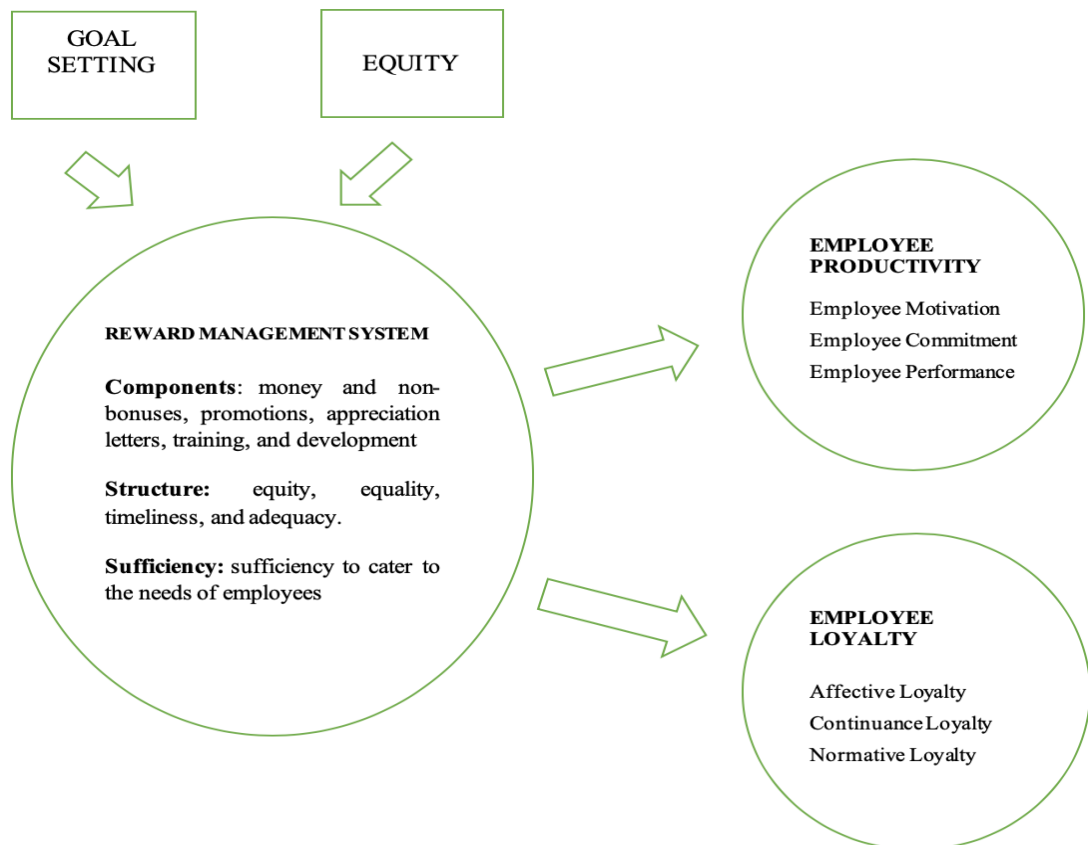 GOAL
SETTING
EQUITY
REWARD MANAGEMENT SYSTEM
Components: money and non-
bonuses, promotions, appreciation
letters, training, and development
Structure: equity, equality,
timeliness, and adequacy.
Sufficiency: sufficiency to cater to
the needs of employees
EMPLOYEE
PRODUCTIVITY
Employee Motivation
Employee Commitment
Employee Performance
EMPLOYEE
LOYALTY
Affective Loyalty
Continuance Loyalty
Normative Loyalty